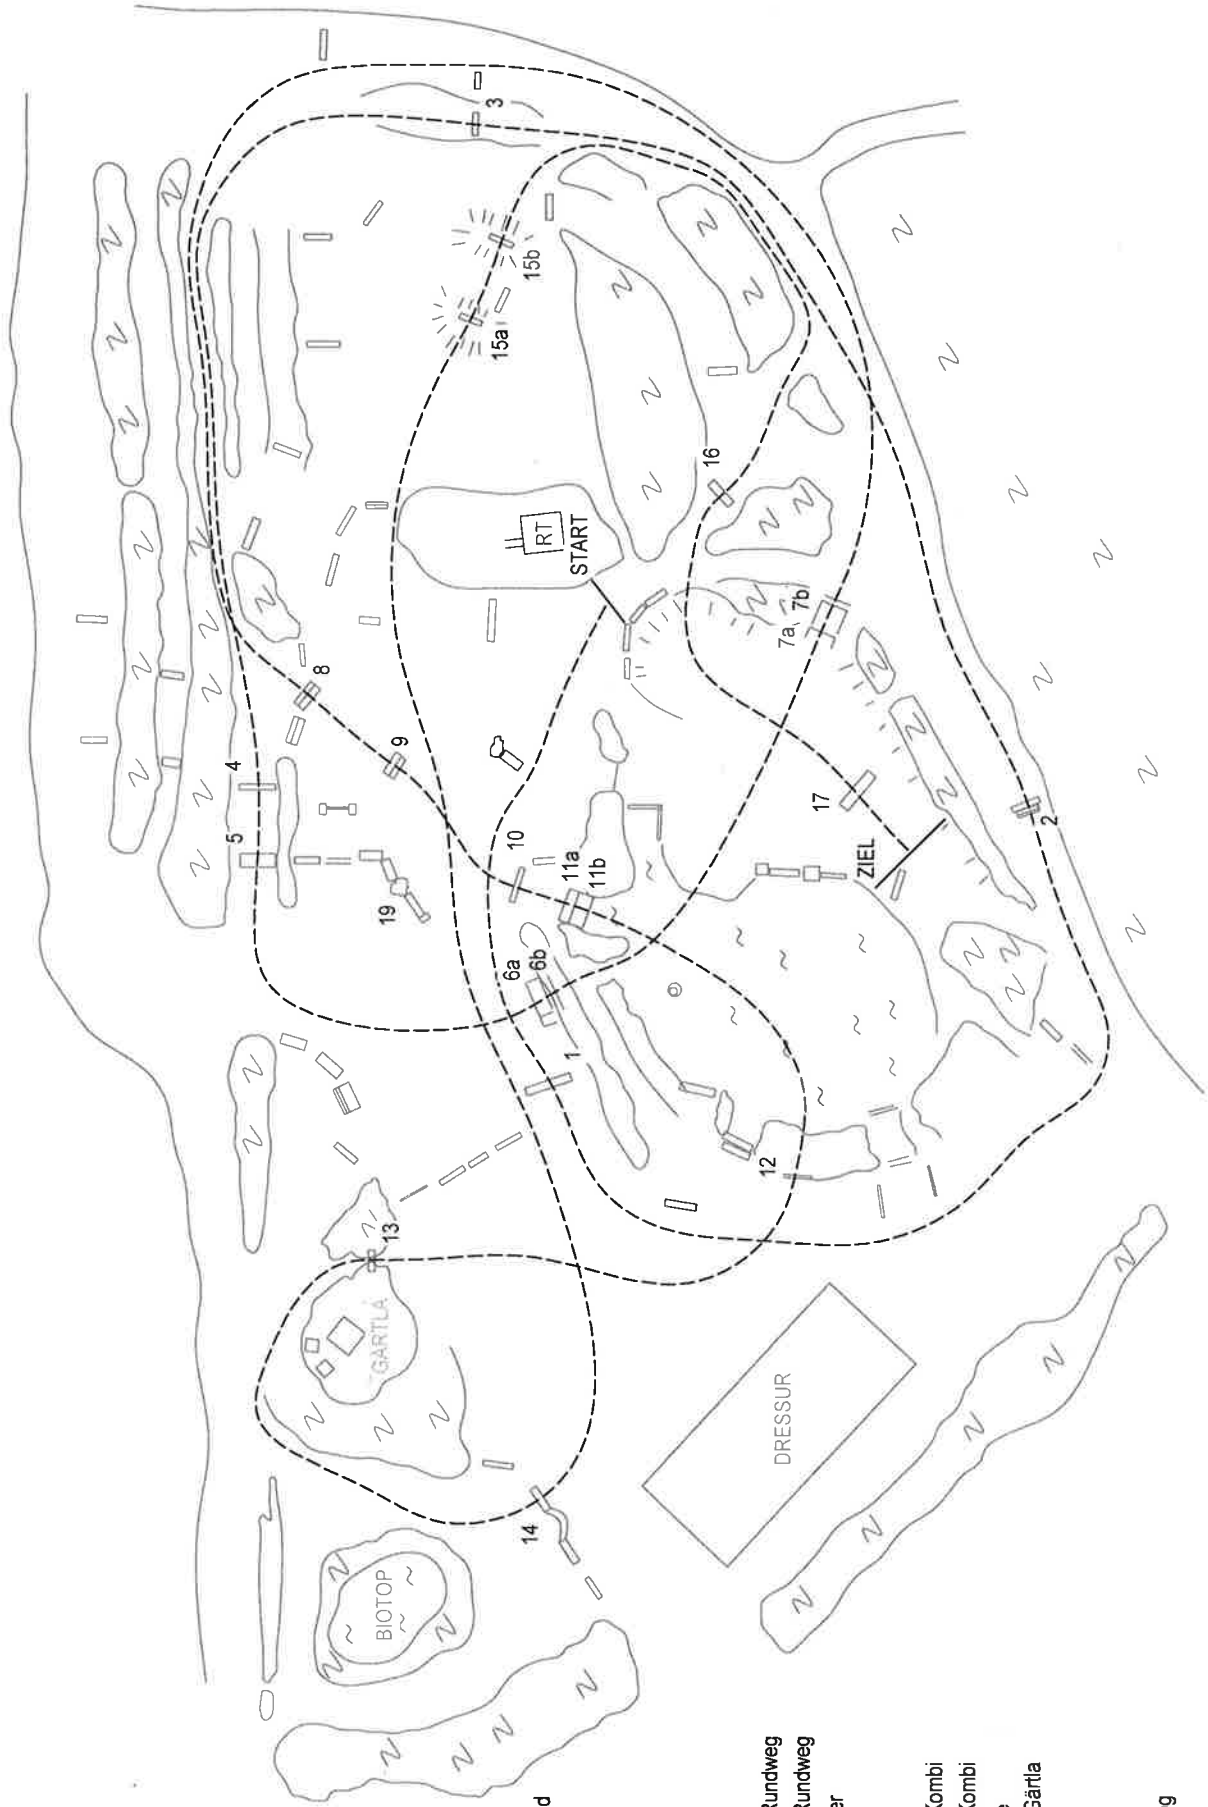 3
15b
15a
16
RT
START
7a
7b
8
9
4
5
10
11a
11b
17
2
ZIEL
19
6a
6b
1
12
13
GÄRTLA
DRESSUR
14
BIOTOP
d
Rundweg
Rundweg
er
Kombi
Kombi
e
Gärtla
g